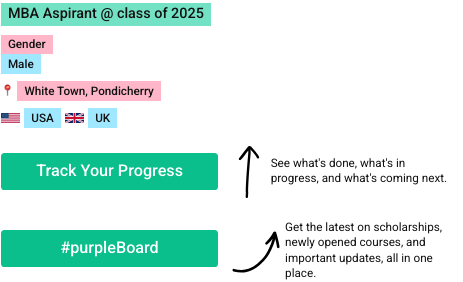 MBA Aspirant @ class of 2025
Gender
Male
White Town, Pondicherry
USA UK
Track Your Progress
See what's done, what's in
progress, and what's coming next.
#purpleBoard
Get the latest on scholarships,
newly opened courses, and
important updates, all in one
place.